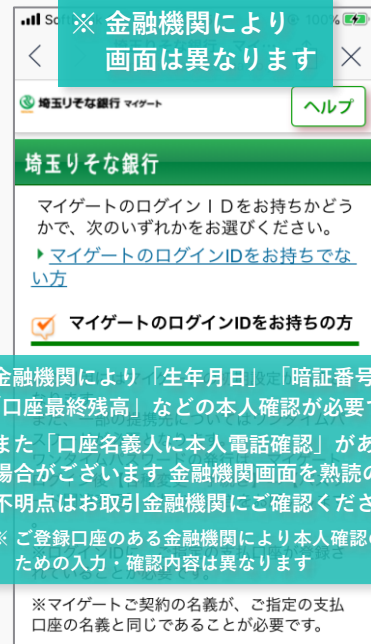 ※ 金融機関により
画面は異なります
100%
埼玉りそな銀行 マイゲート
ヘルプ
埼玉りそな銀行
マイゲートのログインＩＤをお持ちかどう
かで、次のいずれかをお選びください。
マイゲートのログインIDをお持ちでな
い方
マイゲートのログインIDをお持ちの方
金融機関により「生年月日」「暗証番号
「口座最終残高」などの本人確認が必要で
また「口座名義人に本人電話確認」があ
場合がございます 金融機関画面を熟読の
不明点はお取引金融機関にご確認くださ
※ ご登録口座のある金融機関により本人確認の
ための入力・確認内容は異なります
※マイゲートご契約の名義が、ご指定の支払
口座の名義と同じであることが必要です。